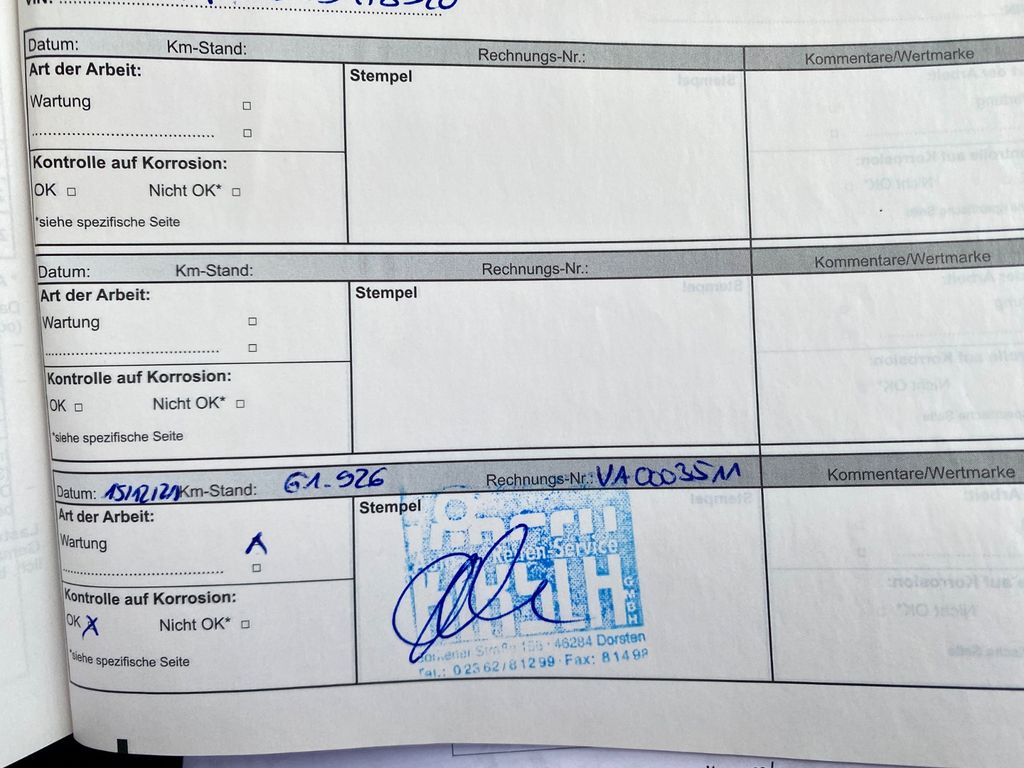 VIN:
Datum: Km-Stand: Rechnungs-Nr.: Kommentare/Wertmarke
Art der Arbeit: Stempel
Wartung
Kontrolle auf Korrosion:
OK Nicht OK*
*siehe spezifische Seite
Datum: Km-Stand: Rechnungs-Nr.: Kommentare/Wertmarke
Art der Arbeit: Stempel
Wartung
Kontrolle auf Korrosion:
OK Nicht OK*
*siehe spezifische Seite
Datum: 15/12/21 Km-Stand: 61.926 Rechnungs-Nr.: VA0003511 Kommentare/Wertmarke
Art der Arbeit: Stempel
Wartung
Reifen-Service
GMBH
Kontrolle auf Korrosion:
OK X Nicht OK*
*siehe spezifische Seite
46284 Dorsten
Tel.: 02362/81299 · Fax: 81498